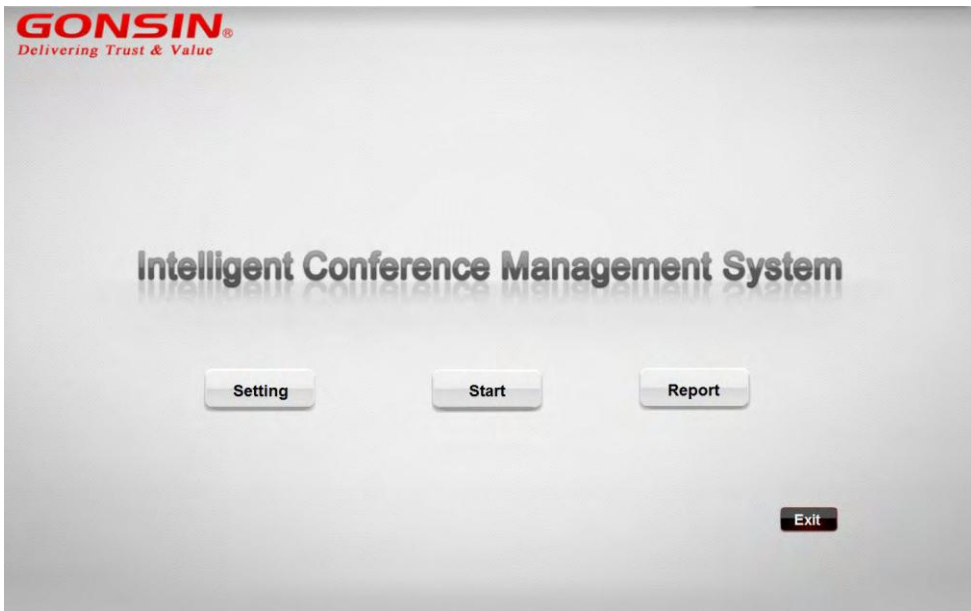 GONSIN®
Delivering Trust & Value
Intelligent Conference Management System
Setting
Start
Report
Exit